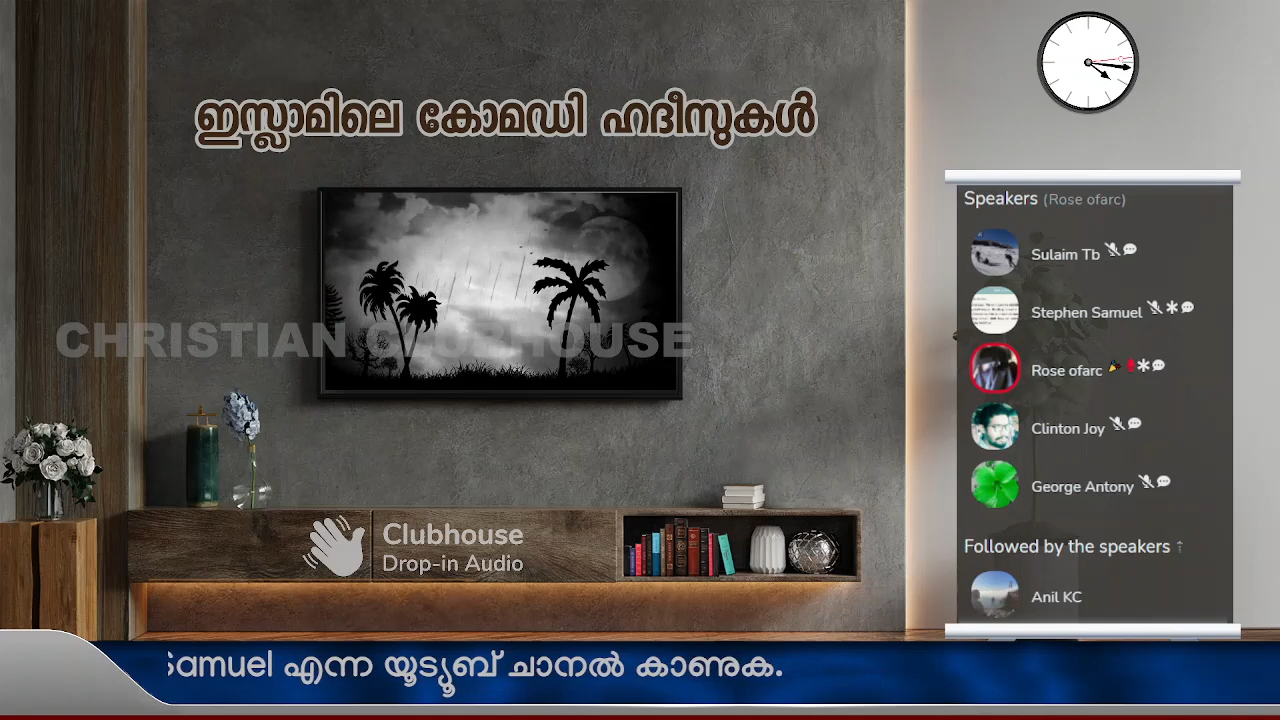 ഇസ്ലാമിലെ കോമഡി ഹദീസുകൾ
CHRISTIAN CLUBHOUSE
Clubhouse
Drop-in Audio
Speakers (Rose ofarc)
Sulaim Tb
Stephen Samuel
Rose ofarc
Clinton Joy
George Antony
Followed by the speakers ↑
Anil KC
Samuel എന്ന യൂട്യൂബ് ചാനൽ കാണുക.